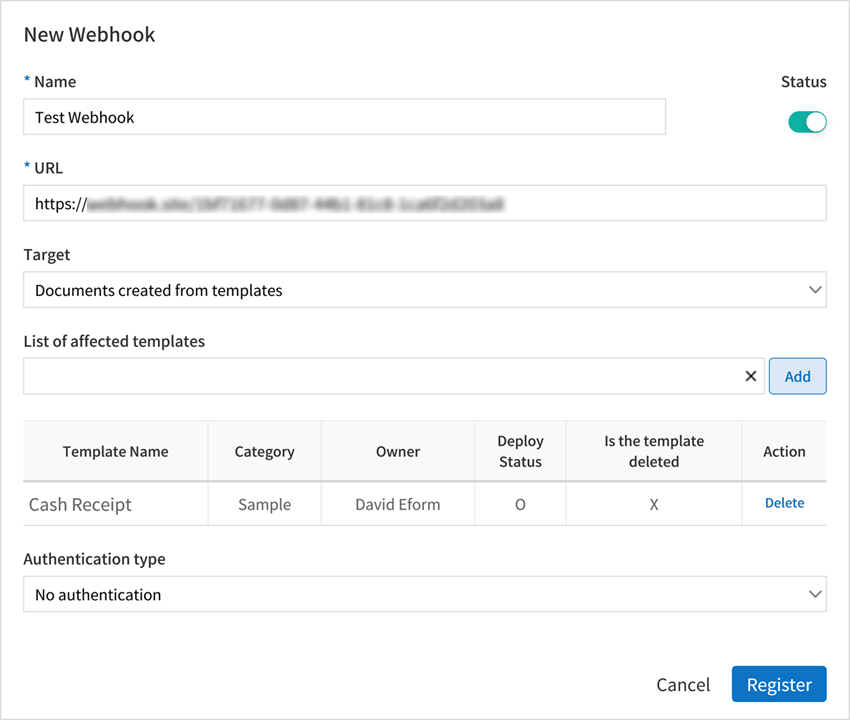 New Webhook
* Name
Status
Test Webhook
* URL
https://
Target
Documents created from templates
List of affected templates
Add
Template Name
Category
Owner
Deploy
Status
Is the template
deleted
Action
Cash Receipt
Sample
David Eform
O
X
Delete
Authentication type
No authentication
Cancel
Register